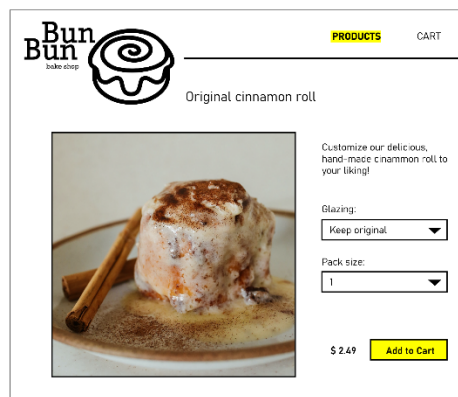 Bun
Bun
bake shop
PRODUCTS
CART
Original cinnamon roll
Customize our delicious,
hand-made cinammon roll to
your liking!
Glazing:
Keep original
Pack size:
1
$ 2.49
Add to Cart